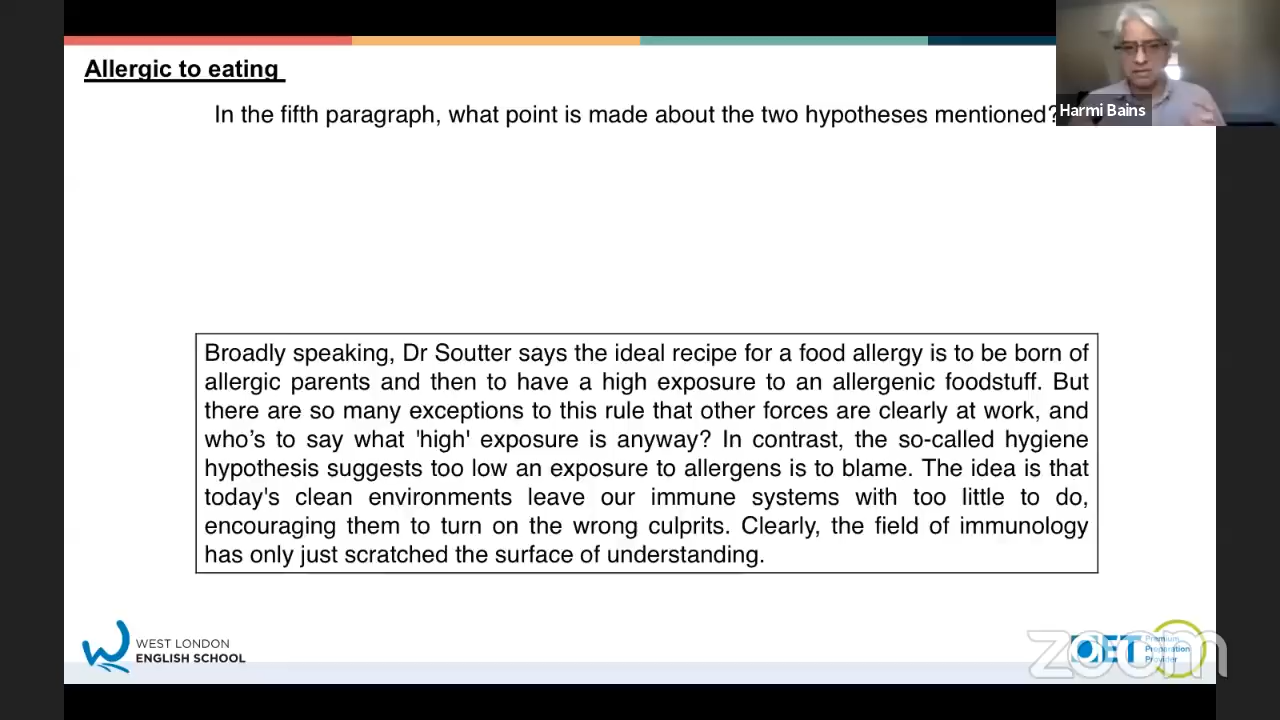 Allergic to eating
In the fifth paragraph, what point is made about the two hypotheses mentioned?
Harmi Bains
Broadly speaking, Dr Soutter says the ideal recipe for a food allergy is to be born of
allergic parents and then to have a high exposure to an allergenic foodstuff. But
there are so many exceptions to this rule that other forces are clearly at work, and
who's to say what 'high' exposure is anyway? In contrast, the so-called hygiene
hypothesis suggests too low an exposure to allergens is to blame. The idea is that
today's clean environments leave our immune systems with too little to do,
encouraging them to turn on the wrong culprits. Clearly, the field of immunology
has only just scratched the surface of understanding.
WEST LONDON
ENGLISH SCHOOL
OET
Premium
Preparation
Provider
zoom